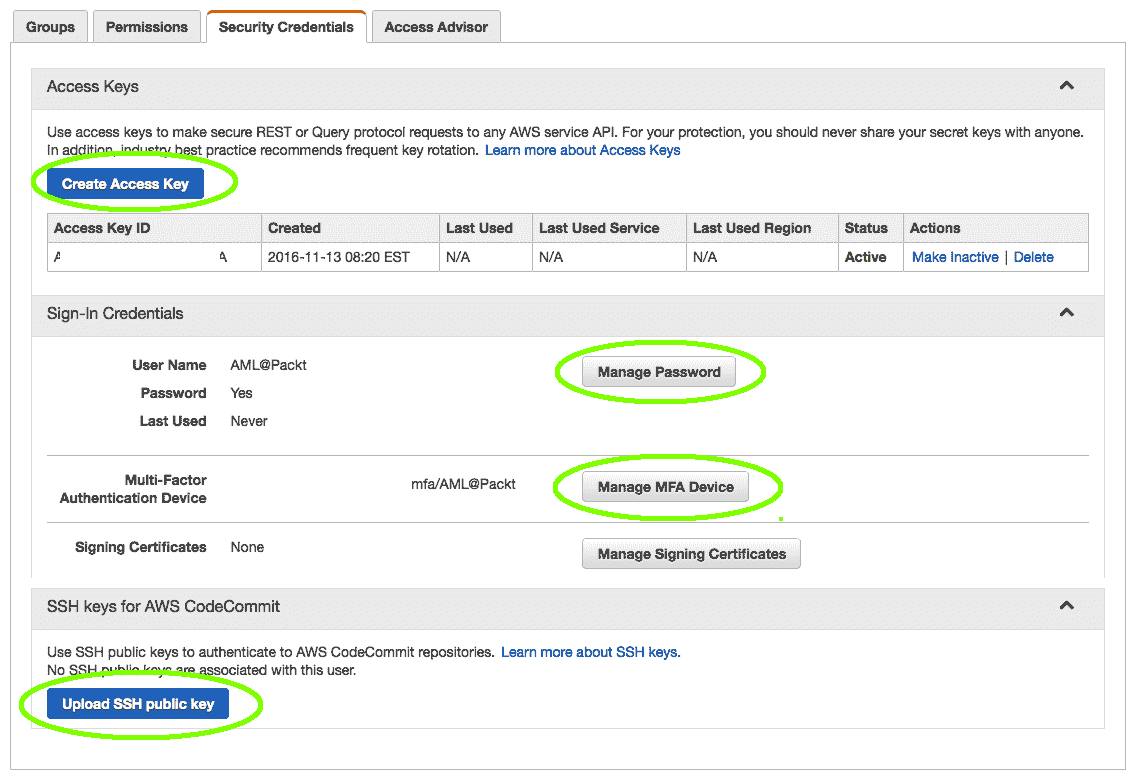 Groups Permissions Security Credentials Access Advisor
Access Keys
Use access keys to make secure REST or Query protocol requests to any AWS service API. For your protection, you should never share your secret keys with anyone.
In addition, industry best practice recommends frequent key rotation. Learn more about Access Keys
Create Access Key
Access Key ID Created Last Used Last Used Service Last Used Region Status Actions
A A 2016-11-13 08:20 EST N/A N/A N/A Active Make Inactive | Delete
Sign-In Credentials
User Name AML@Packt Manage Password
Password Yes
Last Used Never
Multi-Factor
Authentication Device mfa/AML@Packt Manage MFA Device
Signing Certificates None Manage Signing Certificates
SSH keys for AWS CodeCommit
Use SSH public keys to authenticate to AWS CodeCommit repositories. Learn more about SSH keys.
No SSH public keys are associated with this user.
Upload SSH public key